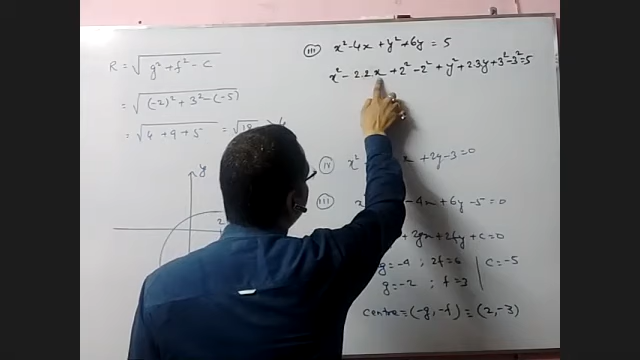 R = √g² + f² - c
= √(-2)² + 3² - (-5)
= √4 + 9 + 5 = √18
y
2
(iii) x² - 4x + y² + 6y = 5
x² - 2.2x + 2² - 2² + y² + 2.3y + 3² - 3² = 5
(iv) x² + 2y - 3 = 0
(iii) - 4x + 6y - 5 = 0
+ 2gx + 2fy + c = 0
g = -4 ; 2f = 6 | c = -5
g = -2 ; f = 3
centre = (-g, -f) = (2, -3)